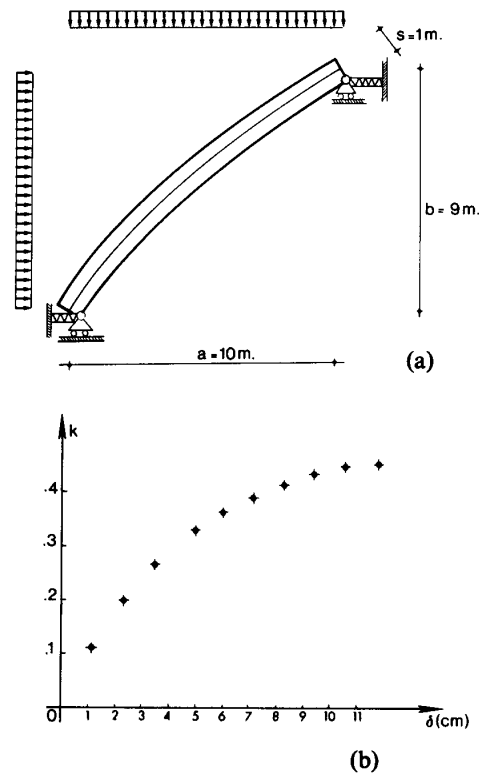 s=1m.
b=9m.
a=10m.
(a)
k
.4
.3
.2
.1
0 1 2 3 4 5 6 7 8 9 10 11 δ(cm)
(b)